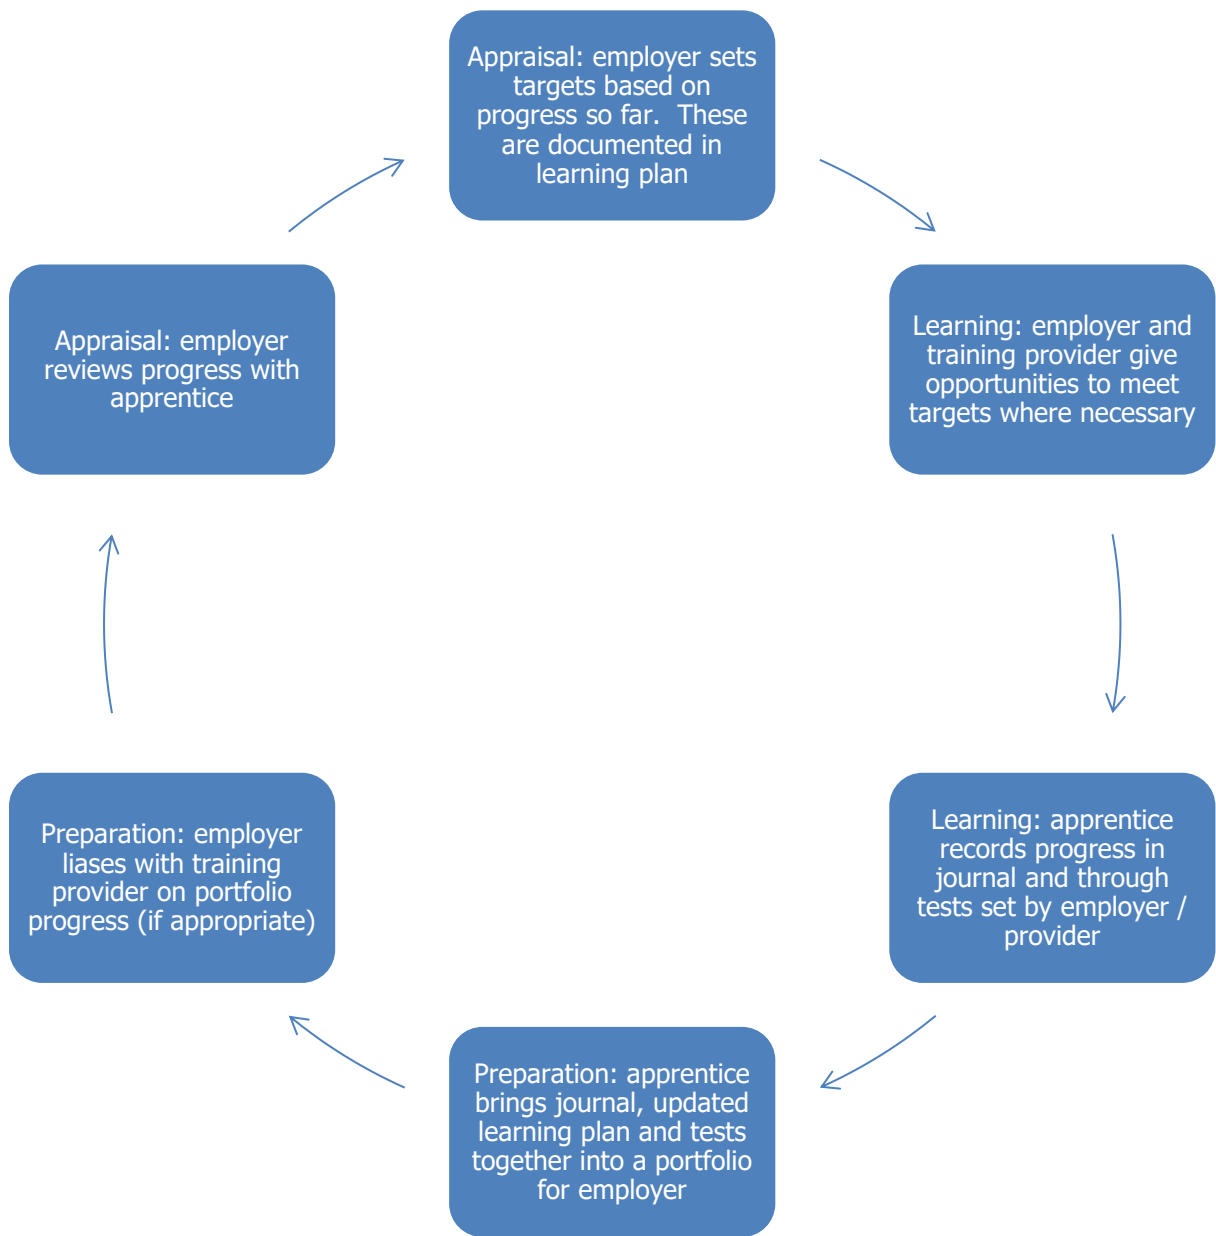 Appraisal: employer sets
targets based on
progress so far.  These
are documented in
learning plan
Learning: employer and
training provider give
opportunities to meet
targets where necessary
Learning: apprentice
records progress in
journal and through
tests set by employer /
provider
Preparation: apprentice
brings journal, updated
learning plan and tests
together into a portfolio
for employer
Preparation: employer
liases with training
provider on portfolio
progress (if appropriate)
Appraisal: employer
reviews progress with
apprentice